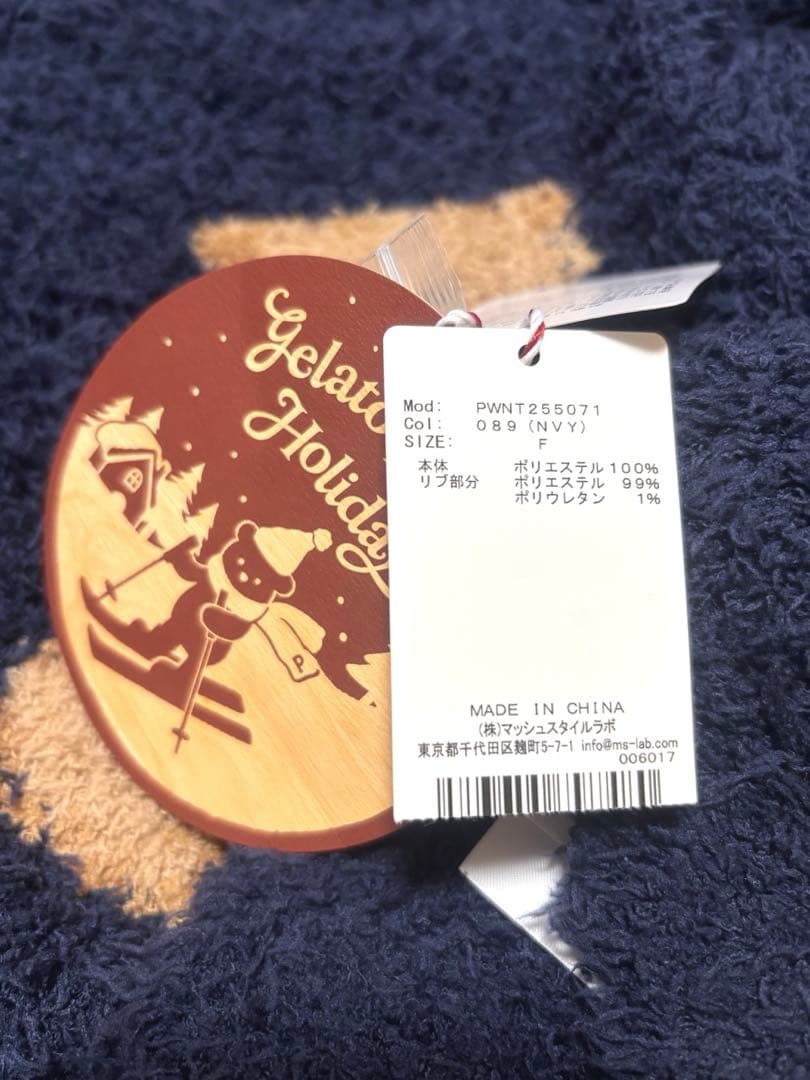 Gelato
Holiday
P
Mod: PWNT255071
Col: 089(NVY)
SIZE: F
本体 ポリエステル 100%
リブ部分 ポリエステル 99%
ポリウレタン 1%
MADE IN CHINA
(株)マッシュスタイルラボ
東京都千代田区麹町5-7-1 info@ms-lab.com
006017